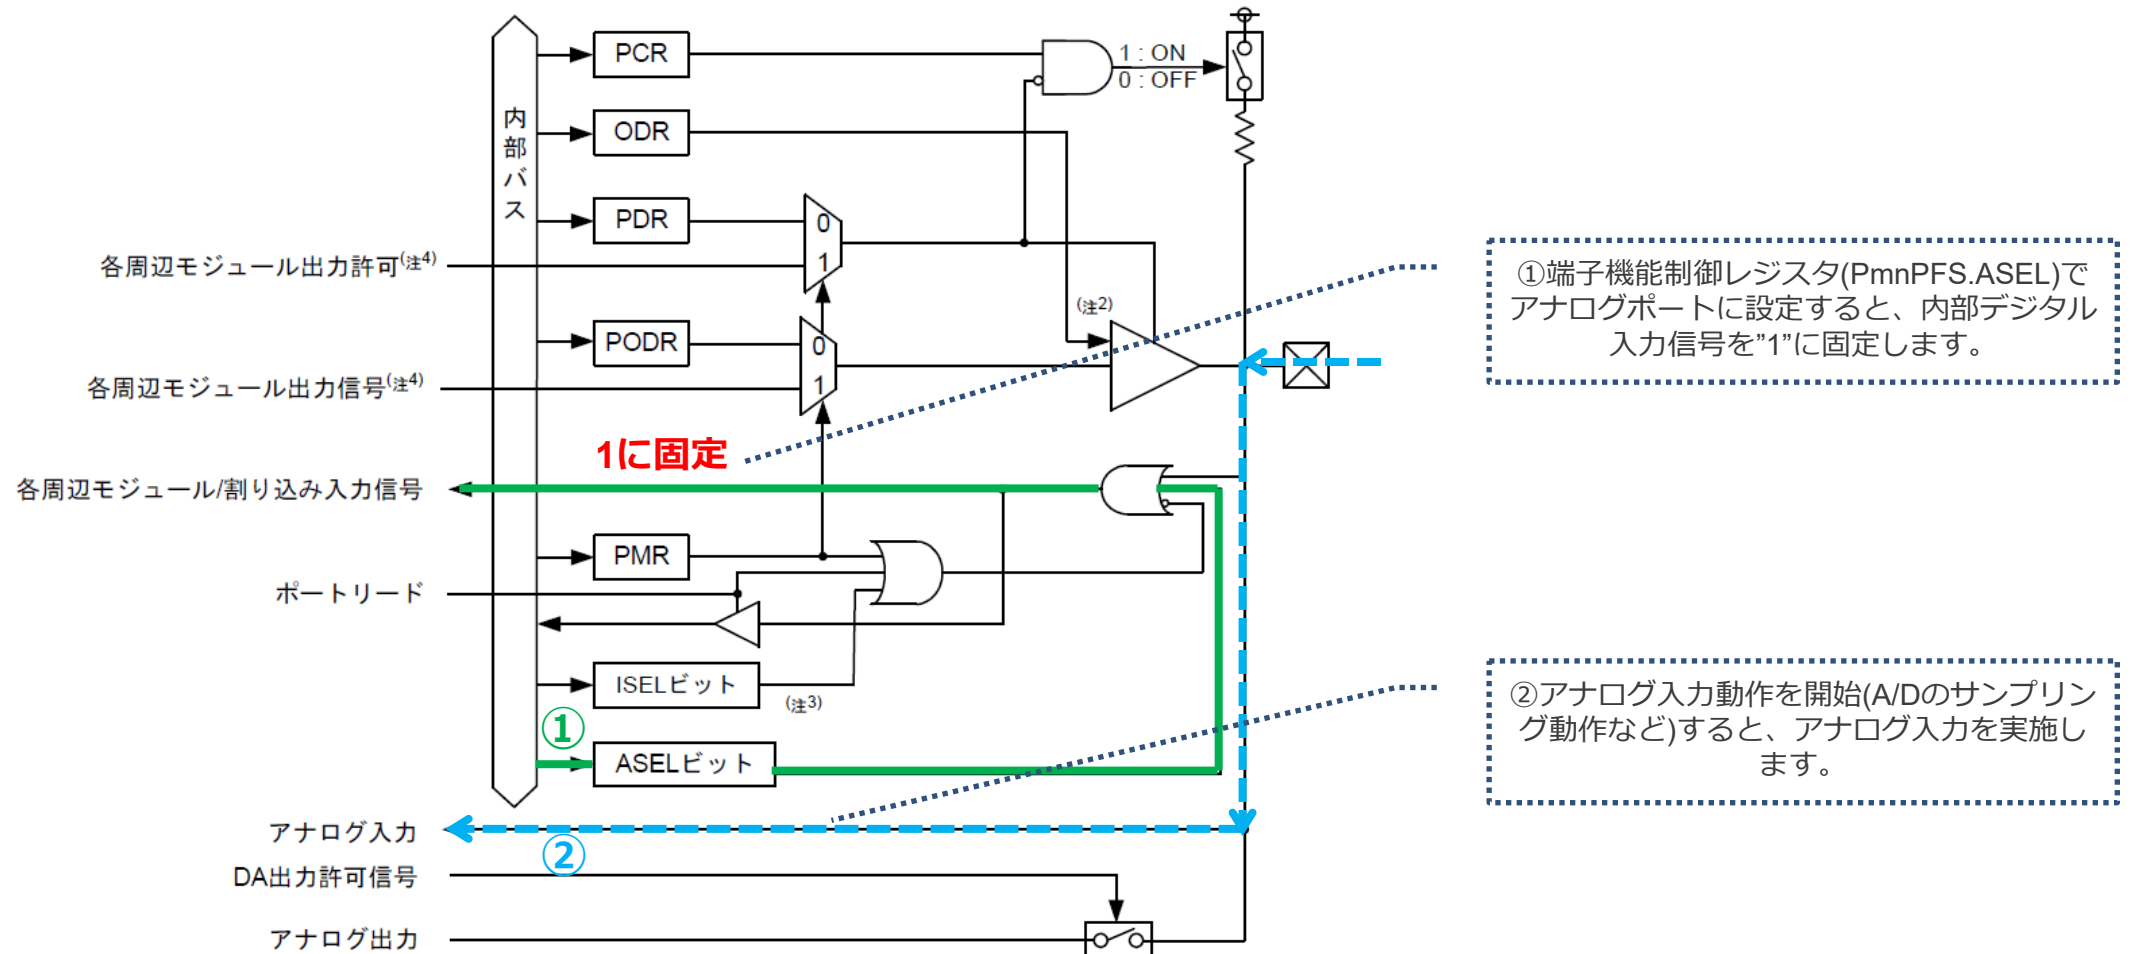 PCR
1 : ON
0 : OFF
ODR
内部バス
PDR
0
1
各周辺モジュール出力許可(注4)
(注2)
PODR
0
1
各周辺モジュール出力信号(注4)
1に固定
各周辺モジュール/割り込み入力信号
PMR
ポートリード
ISELビット
(注3)
①
ASELビット
アナログ入力
②
DA出力許可信号
アナログ出力
①端子機能制御レジスタ(PmnPFS.ASEL)で
アナログポートに設定すると、内部デジタル
入力信号を”1”に固定します。
②アナログ入力動作を開始(A/Dのサンプリン
グ動作など)すると、アナログ入力を実施し
ます。